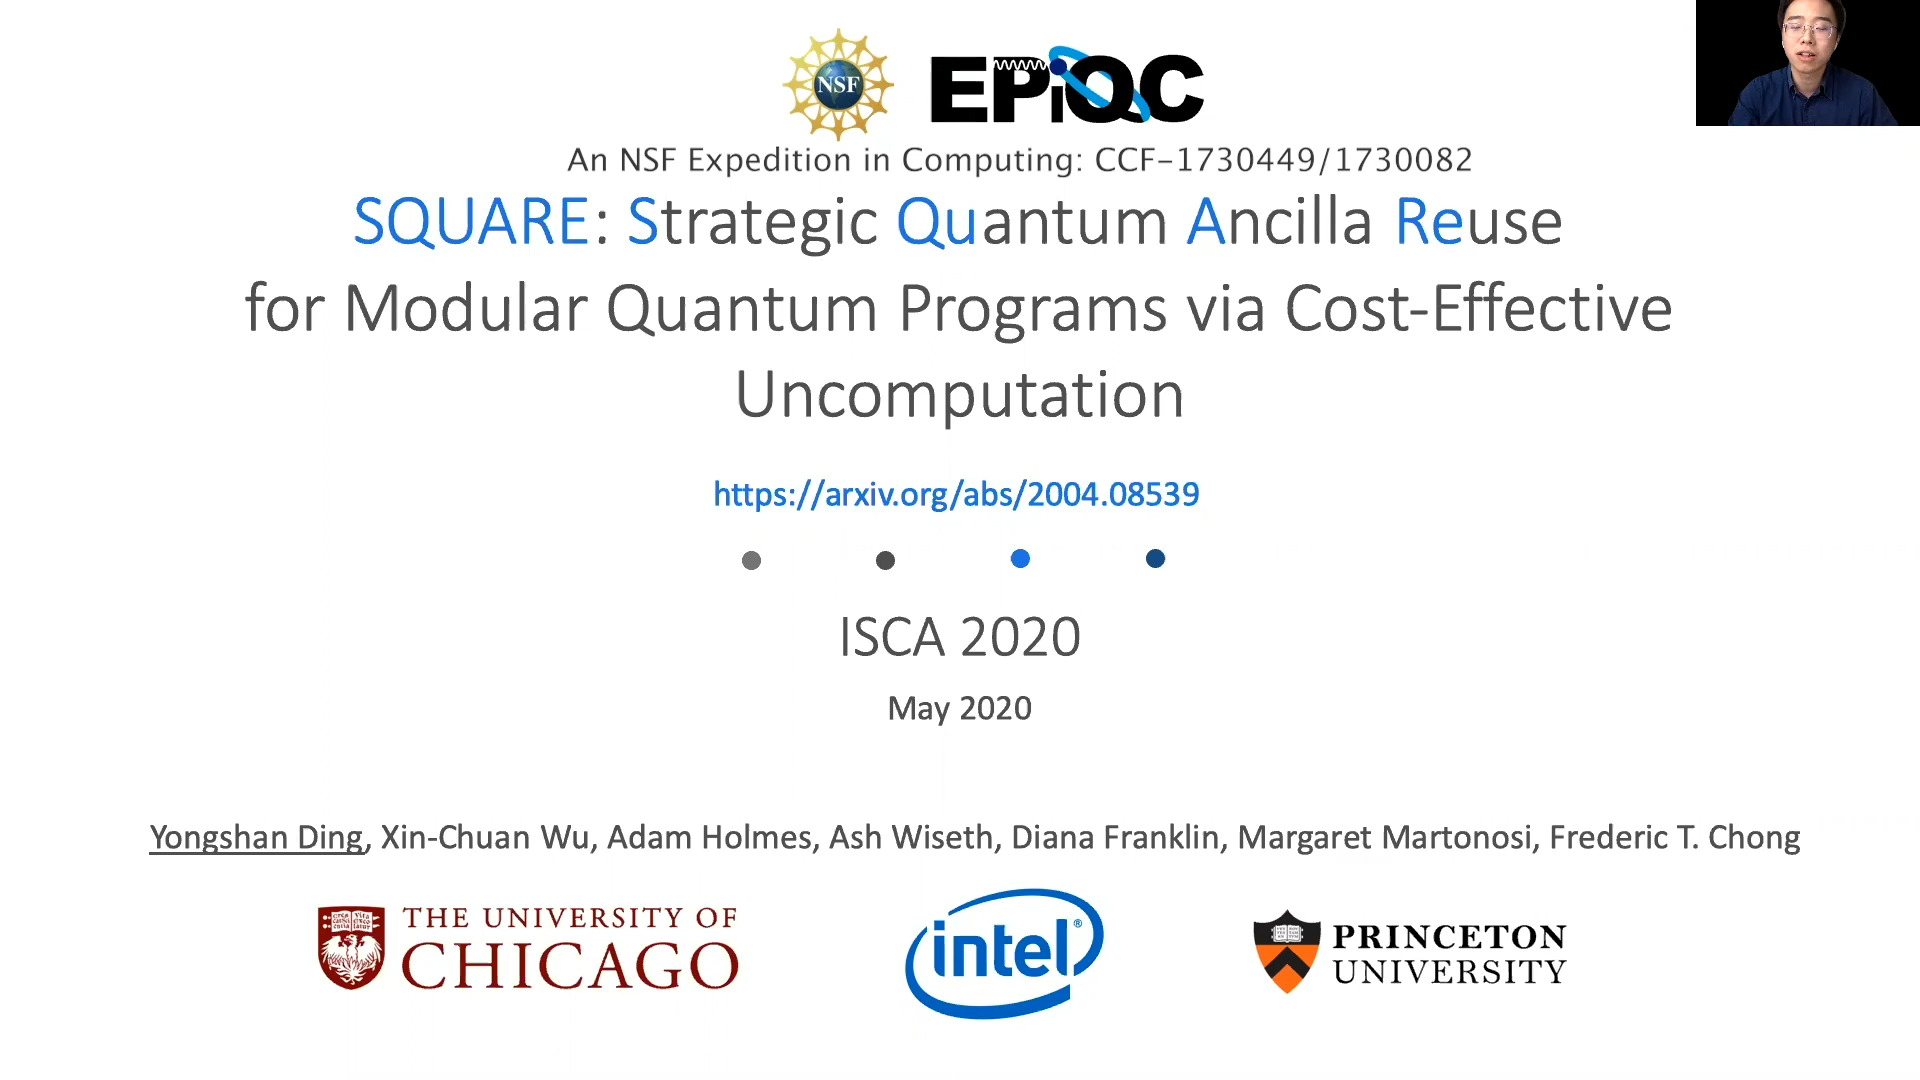 NSF EPiQC
An NSF Expedition in Computing: CCF-1730449/1730082
SQUARE: Strategic Quantum Ancilla Reuse
for Modular Quantum Programs via Cost-Effective
Uncomputation
https://arxiv.org/abs/2004.08539
ISCA 2020
May 2020
Yongshan Ding, Xin-Chuan Wu, Adam Holmes, Ash Wiseth, Diana Franklin, Margaret Martonosi, Frederic T. Chong
THE UNIVERSITY OF
CHICAGO
intel®
PRINCETON
UNIVERSITY